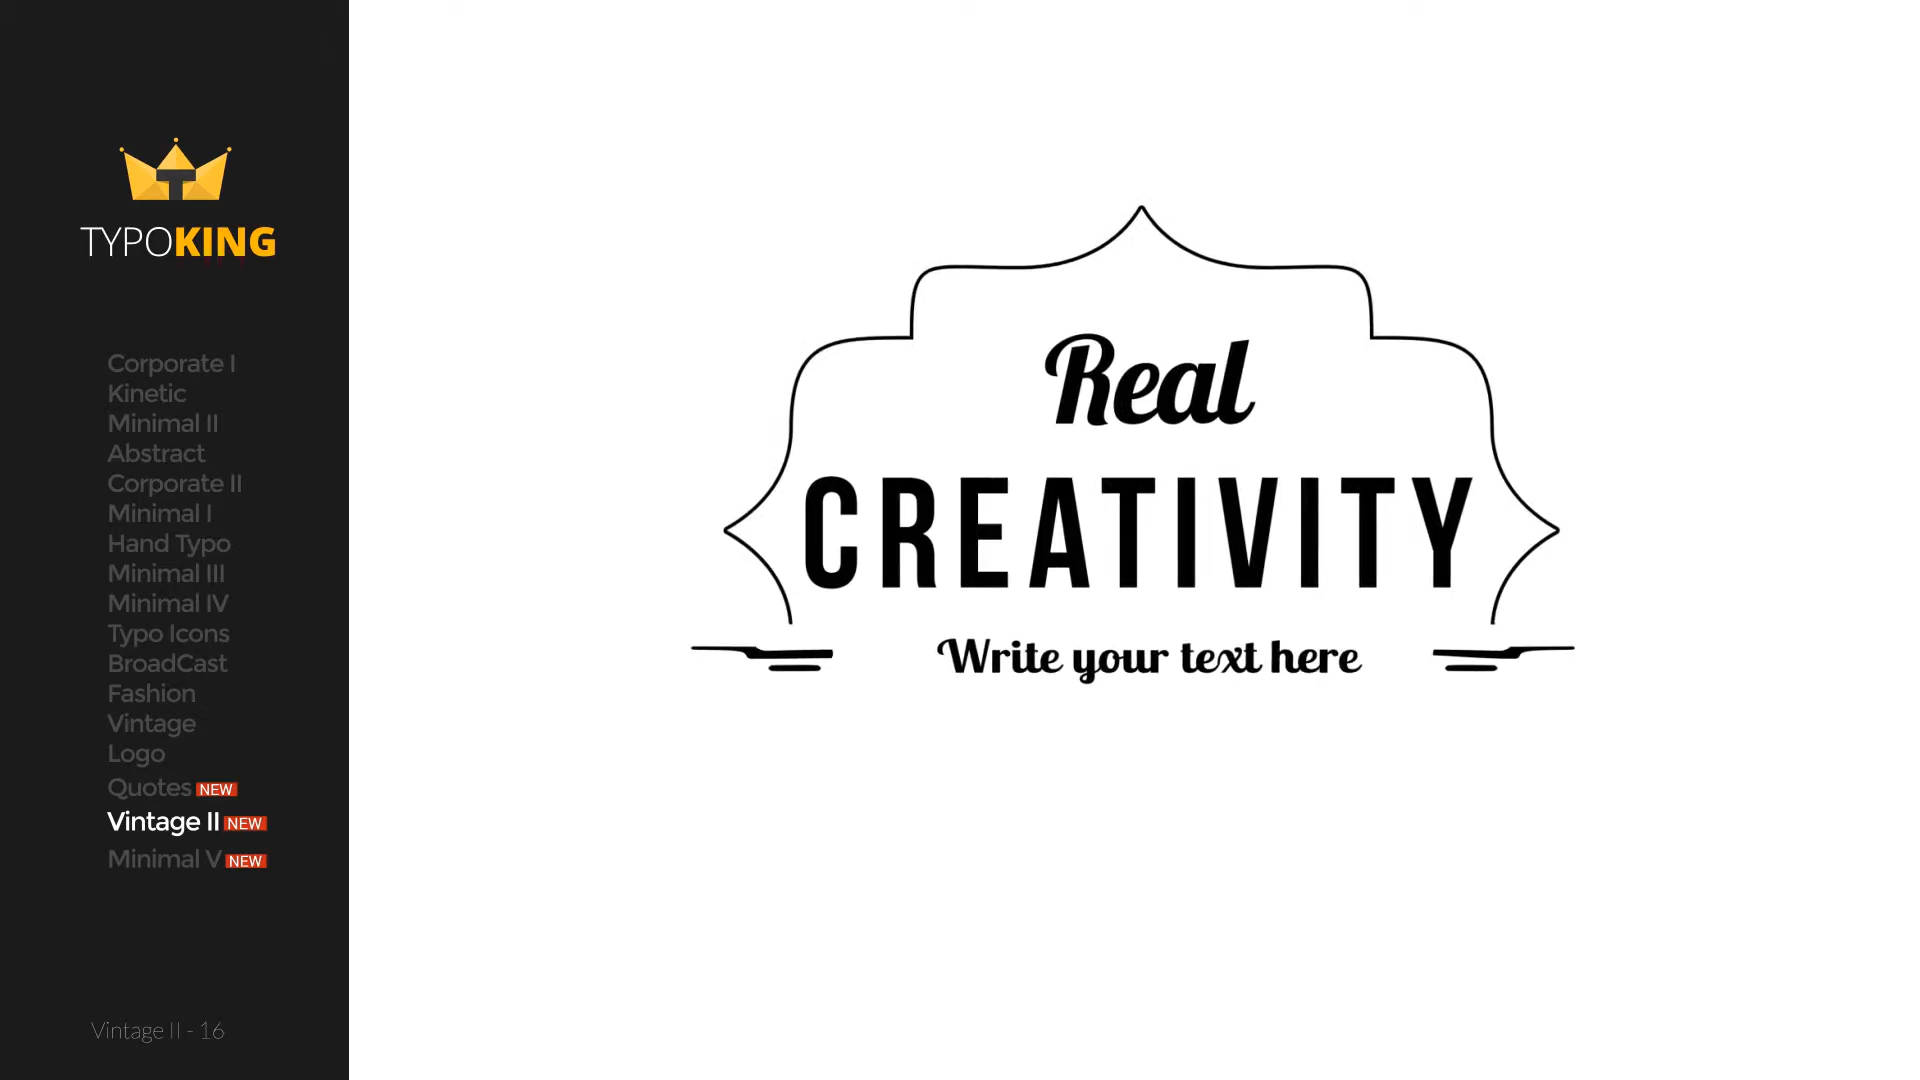 TYPOKING
Corporate I
Kinetic
Minimal II
Abstract
Corporate II
Minimal I
Hand Typo
Minimal III
Minimal IV
Typo Icons
BroadCast
Fashion
Vintage
Logo
Quotes NEW
Vintage II NEW
Minimal V NEW
Vintage II - 16
Real
CREATIVITY
Write your text here